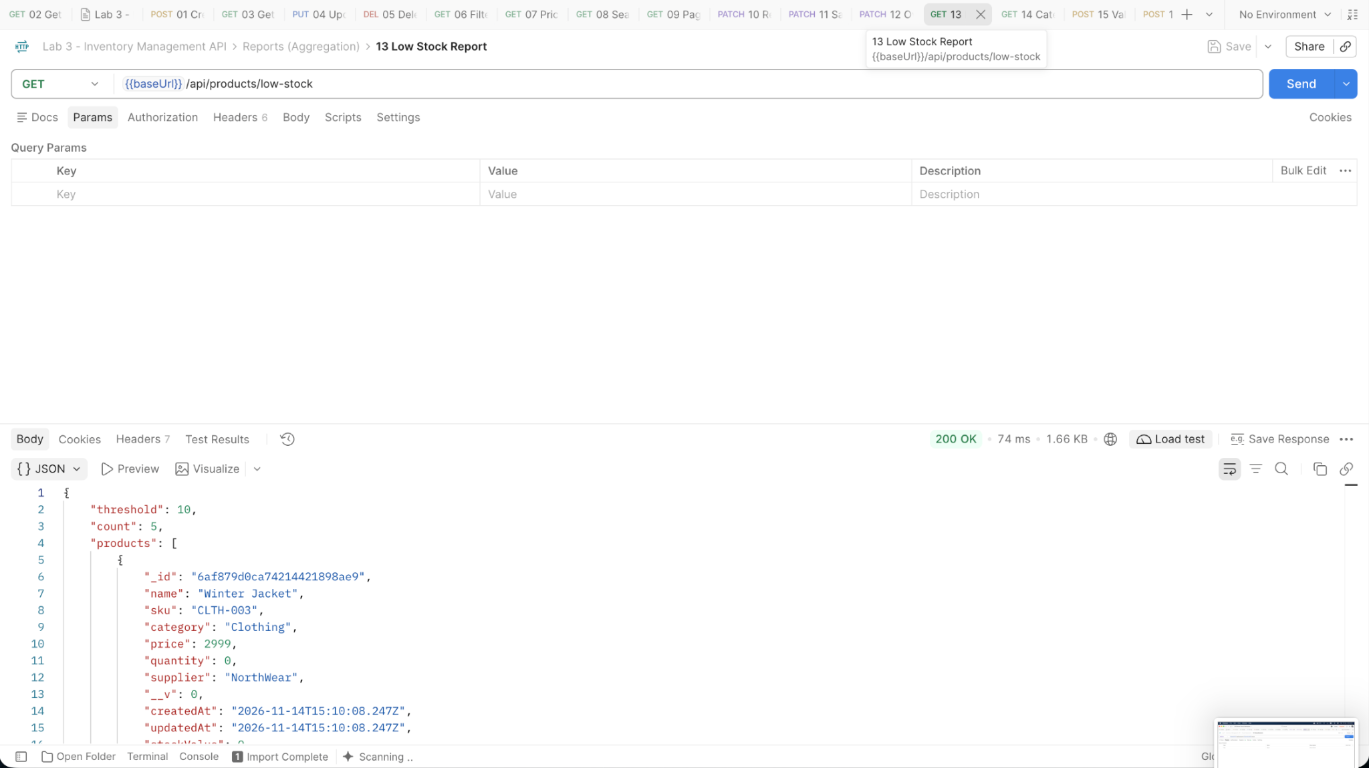 GET 02 Get
Lab 3 -
POST 01 Cr
GET 03 Get
PUT 04 Upd
DEL 05 Dele
GET 06 Filt
GET 07 Pric
GET 08 Sea
GET 09 Pag
PATCH 10 R
PATCH 11 Sa
PATCH 12 O
GET 13
GET 14 Cat
POST 15 Val
POST 1
No Environment
HTTP Lab 3 - Inventory Management API > Reports (Aggregation) > 13 Low Stock Report
13 Low Stock Report
{{baseUrl}}/api/products/low-stock
Save
Share
GET
{{baseUrl}} /api/products/low-stock
Send
Docs Params Authorization Headers 6 Body Scripts Settings
Cookies
Query Params
Key Value Description Bulk Edit
Key Value Description
Body Cookies Headers 7 Test Results
200 OK • 74 ms • 1.66 KB
Load test
e.g. Save Response
{} JSON Preview Visualize
1 {
2 "threshold": 10,
3 "count": 5,
4 "products": [
5 {
6 "_id": "6af879d0ca74214421898ae9",
7 "name": "Winter Jacket",
8 "sku": "CLTH-003",
9 "category": "Clothing",
10 "price": 2999,
11 "quantity": 0,
12 "supplier": "NorthWear",
13 "__v": 0,
14 "createdAt": "2026-11-14T15:10:08.247Z",
15 "updatedAt": "2026-11-14T15:10:08.247Z",
Open Folder Terminal Console 1 Import Complete Scanning ..